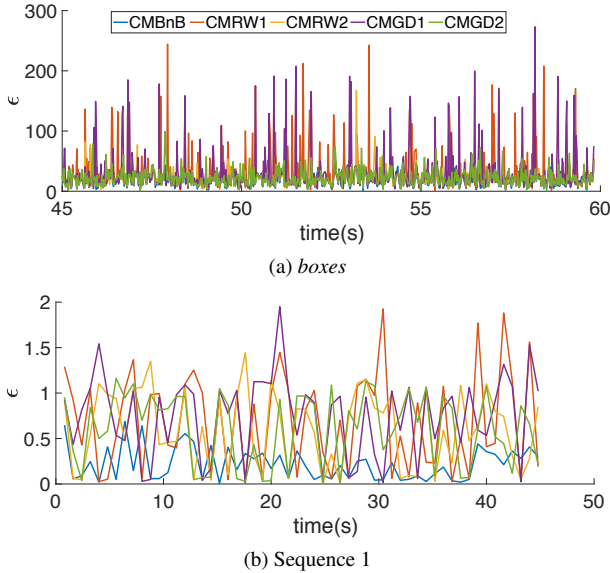 300
CMBnB CMRW1 CMRW2 CMGD1 CMGD2
200
ϵ
100
0
45 50 55 60
time(s)
(a) boxes
2
1.5
ϵ
1
0.5
0
0 10 20 30 40 50
time(s)
(b) Sequence 1